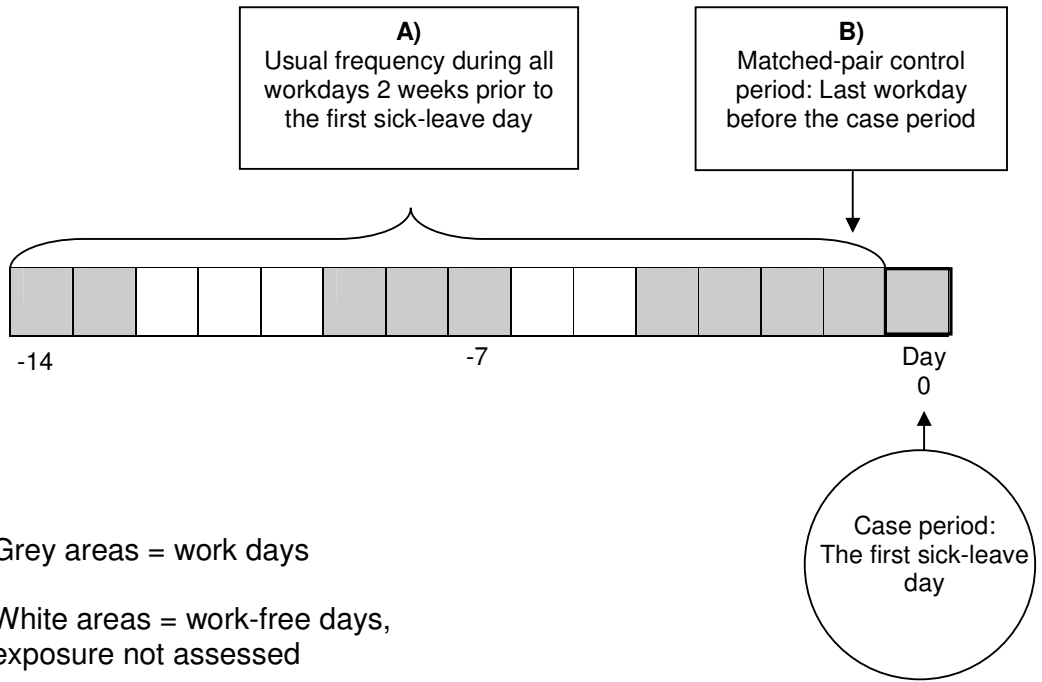 A)
Usual frequency during all
workdays 2 weeks prior to
the first sick-leave day
B)
Matched-pair control
period: Last workday
before the case period
-14
-7
Day
0
Case period:
The first sick-leave
day
Grey areas = work days
White areas = work-free days,
exposure not assessed